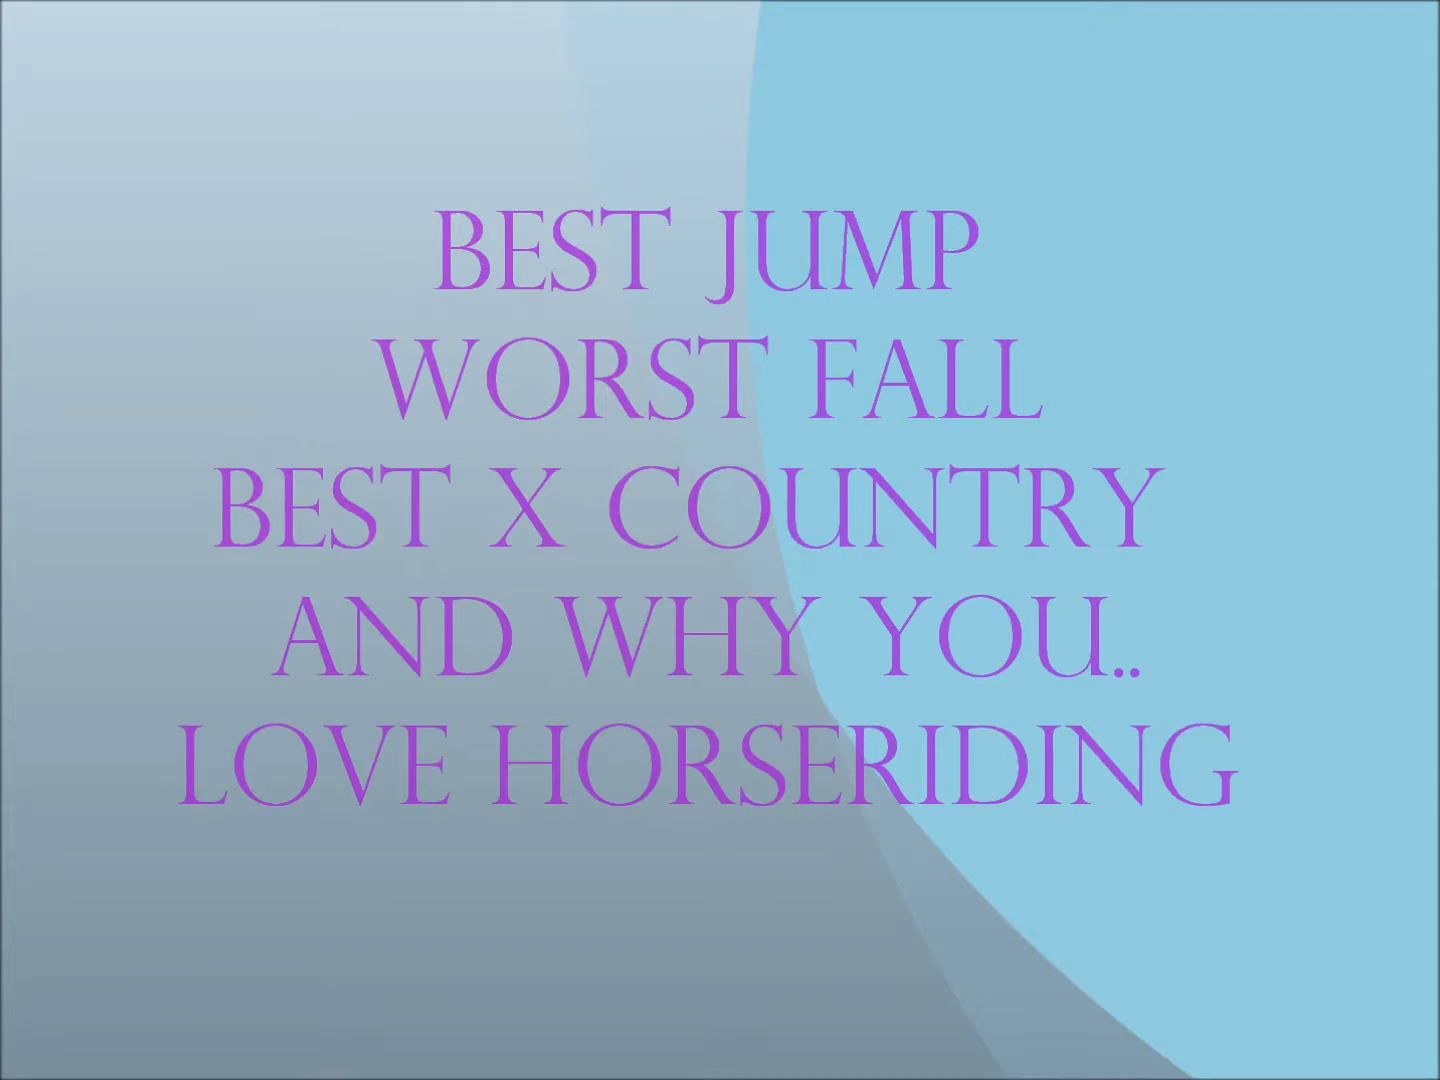 BEST JUMP
WORST FALL
BEST X COUNTRY
AND WHY YOU..
LOVE HORSERIDING